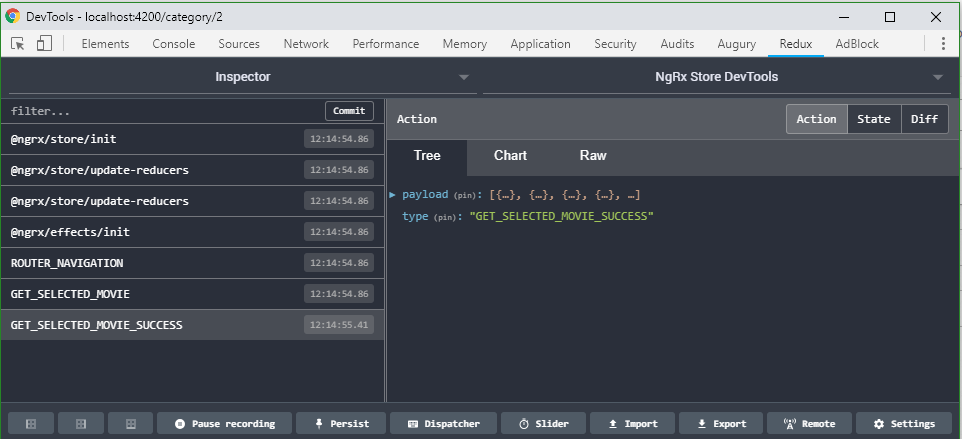 DevTools - localhost:4200/category/2
Elements Console Sources Network Performance Memory Application Security Audits Augury Redux AdBlock
Inspector NgRx Store DevTools
filter... Commit
Action Action State Diff
@ngrx/store/init 12:14:54.86
Tree Chart Raw
@ngrx/store/update-reducers 12:14:54.86
payload (pin): [{…}, {…}, {…}, {…}, …]
@ngrx/store/update-reducers 12:14:54.86
type (pin): "GET_SELECTED_MOVIE_SUCCESS"
@ngrx/effects/init 12:14:54.86
ROUTER_NAVIGATION 12:14:54.86
GET_SELECTED_MOVIE 12:14:54.86
GET_SELECTED_MOVIE_SUCCESS 12:14:55.41
Pause recording Persist Dispatcher Slider Import Export Remote Settings